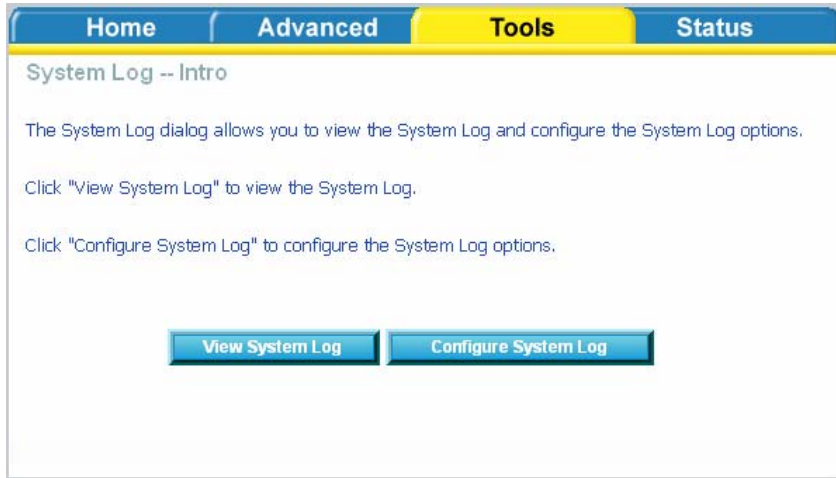 Home Advanced Tools Status
System Log -- Intro
The System Log dialog allows you to view the System Log and configure the System Log options.
Click "View System Log" to view the System Log.
Click "Configure System Log" to configure the System Log options.
View System Log Configure System Log